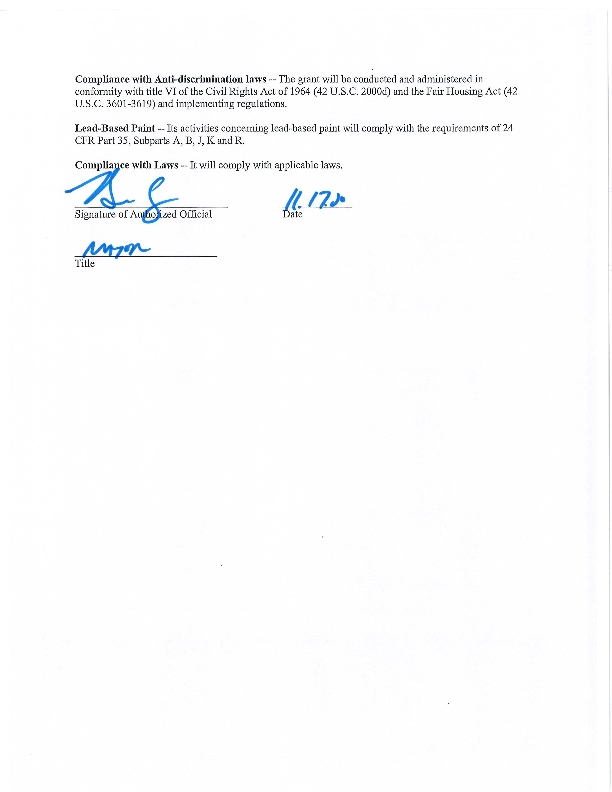 Compliance with Anti-discrimination laws -- The grant will be conducted and administered in
conformity with title VI of the Civil Rights Act of 1964 (42 U.S.C. 2000d) and the Fair Housing Act (42
U.S.C. 3601-3619) and implementing regulations.
Lead-Based Paint -- Its activities concerning lead-based paint will comply with the requirements of 24
CFR Part 35, Subparts A, B, J, K and R.
Compliance with Laws -- It will comply with applicable laws.
11.17.20
Signature of Authorized Official Date
Mayor
Title